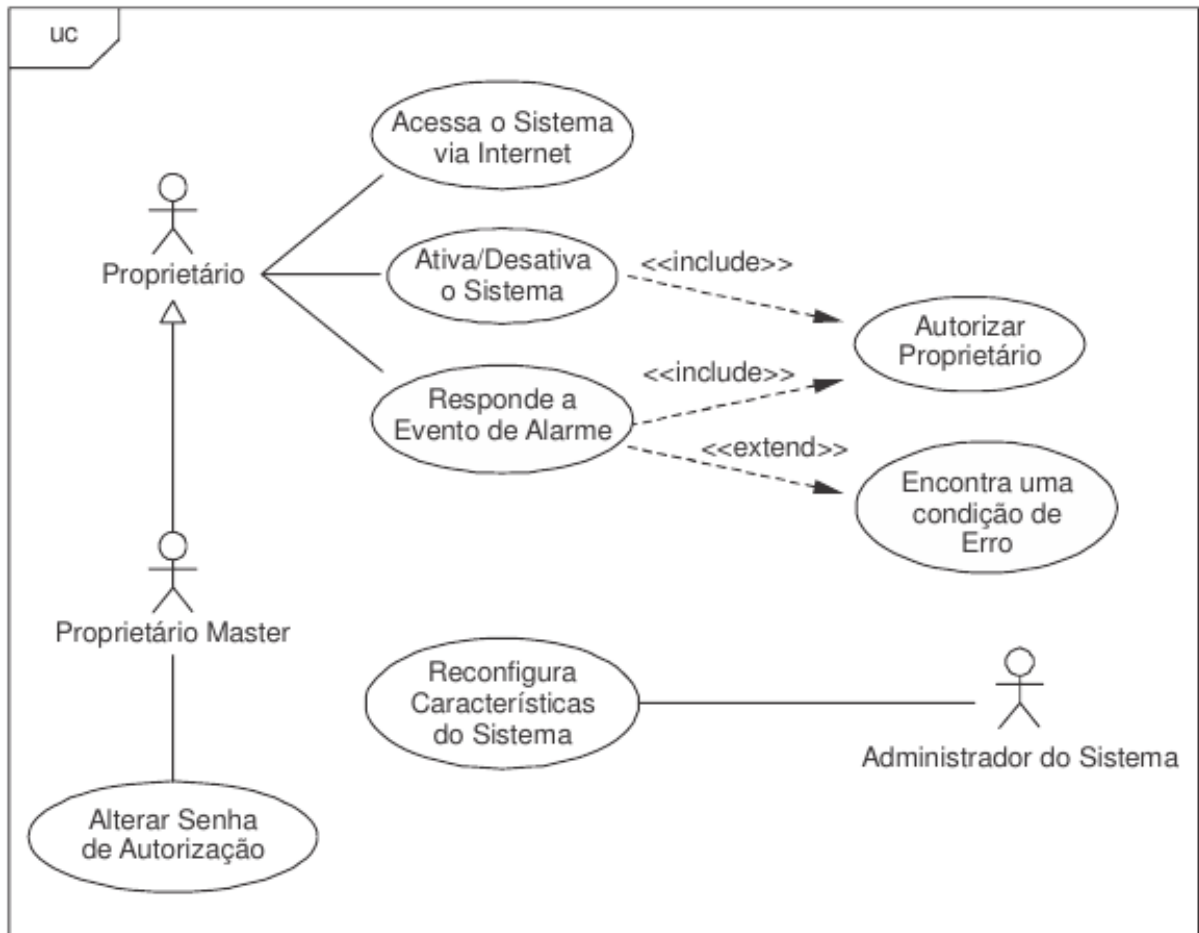 uc
Acessa o Sistema
via Internet
Proprietário
Ativa/Desativa
o Sistema
<<include>>
Autorizar
Proprietário
<<include>>
Responde a
Evento de Alarme
<<extend>>
Encontra uma
condição de
Erro
Proprietário Master
Reconfigura
Características
do Sistema
Administrador do Sistema
Alterar Senha
de Autorização